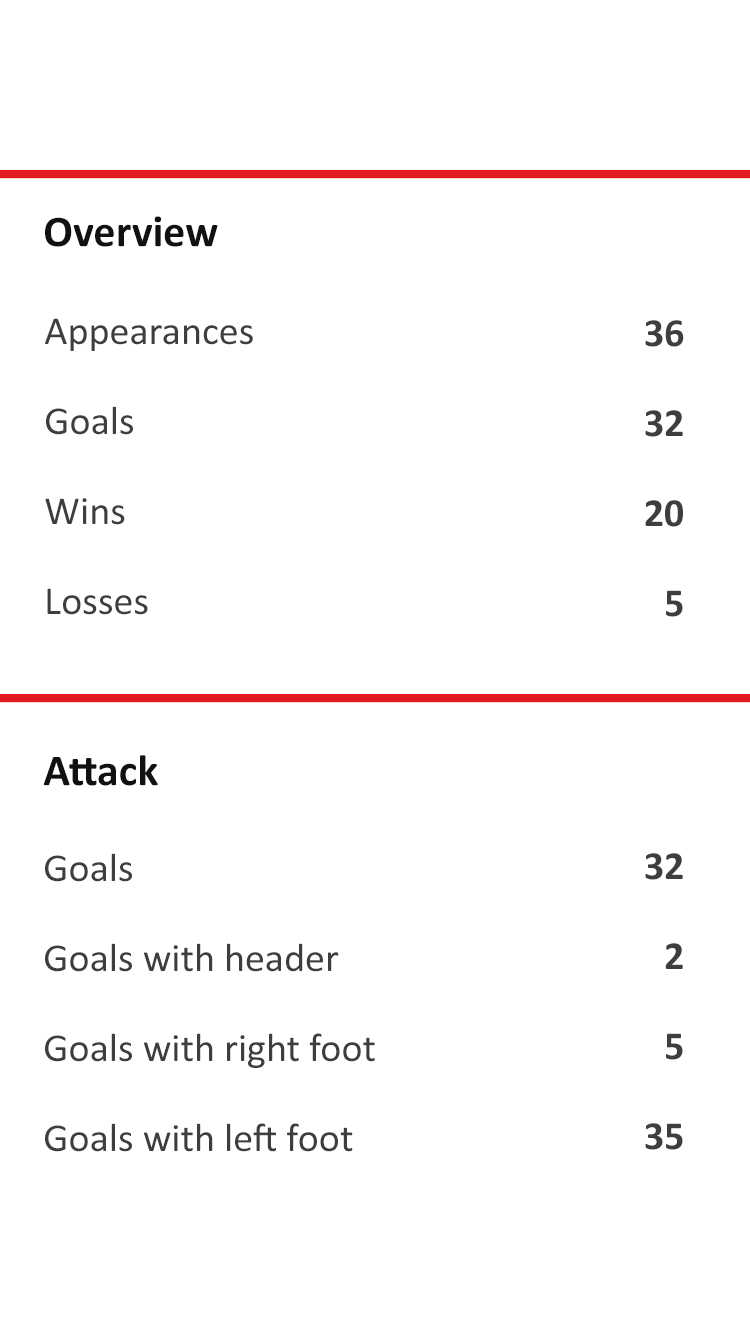 Overview
Appearances 36
Goals 32
Wins 20
Losses 5
Attack
Goals 32
Goals with header 2
Goals with right foot 5
Goals with left foot 35